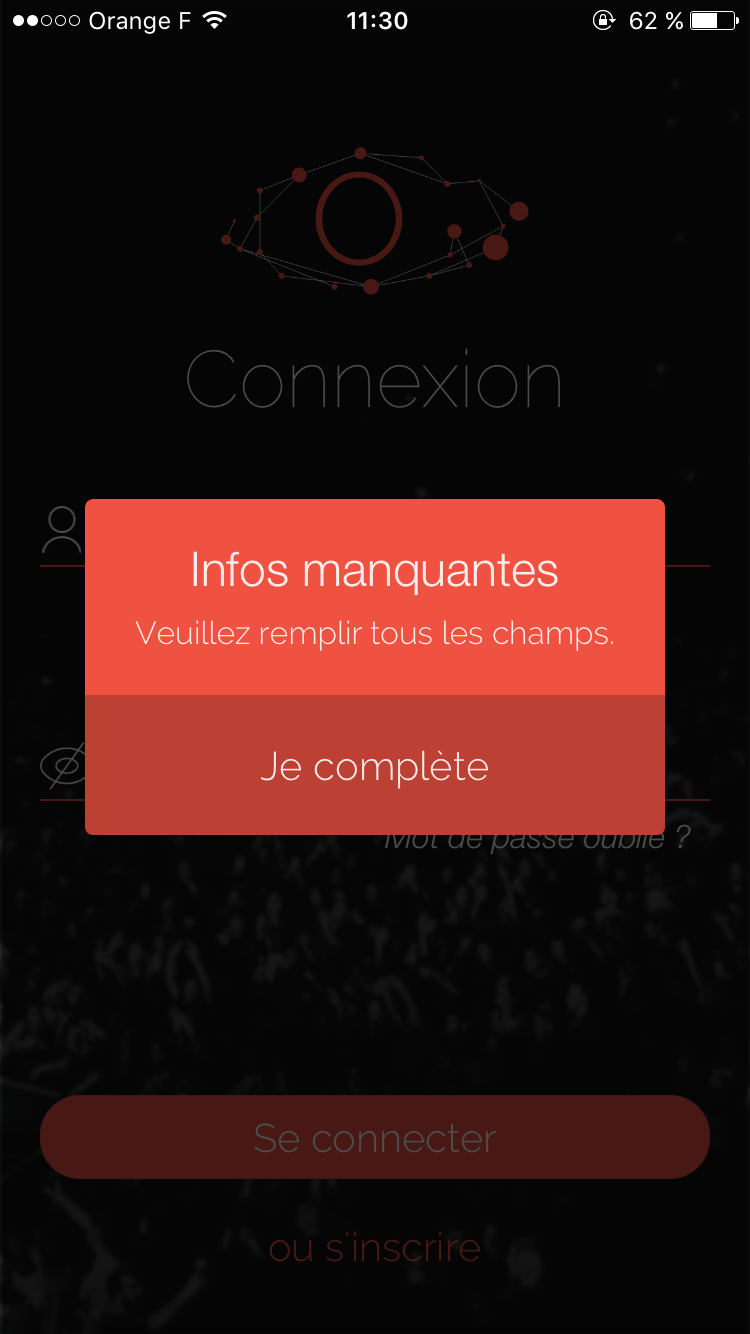 Orange F 11:30 62 %
Connexion
Infos manquantes
Veuillez remplir tous les champs.
Je complète
Mot de passe oublié ?
Se connecter
ou s'inscrire